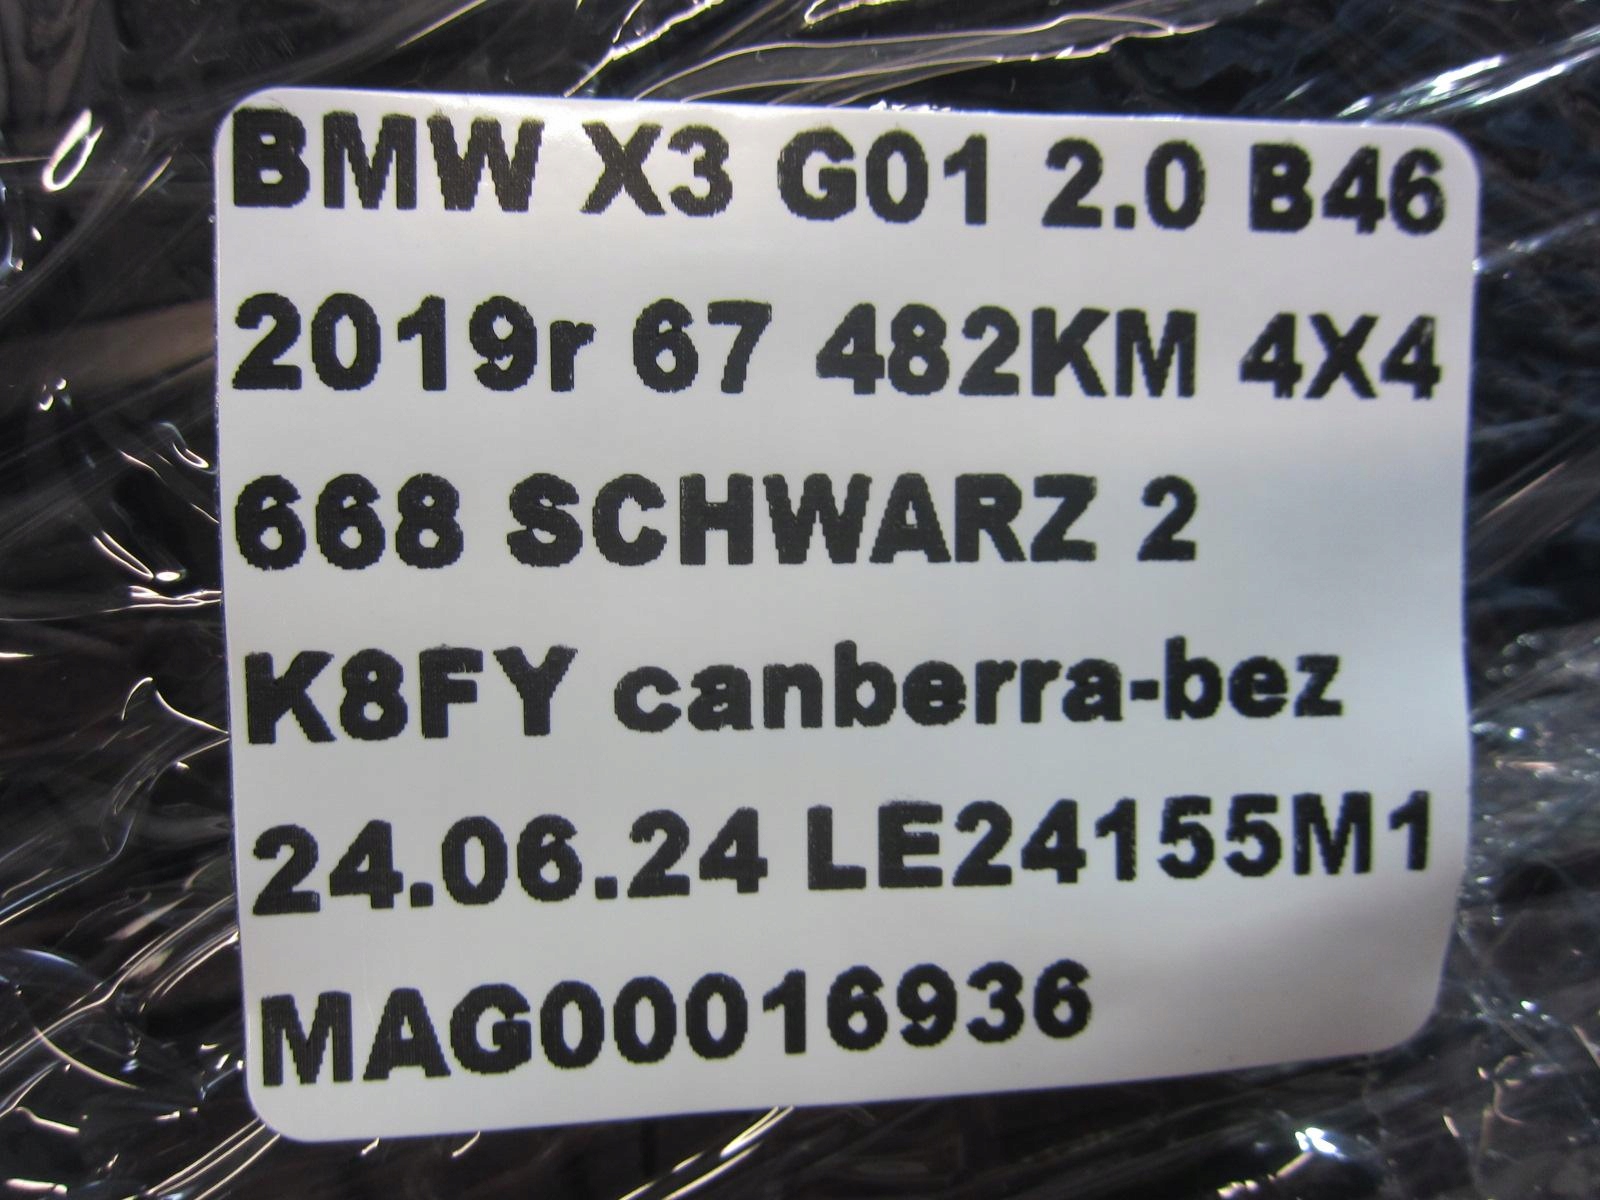 BMW X3 G01 2.0 B46
2019r 67 482KM 4X4
668 SCHWARZ 2
K8FY canberra-bez
24.06.24 LE24155M1
MAG00016936